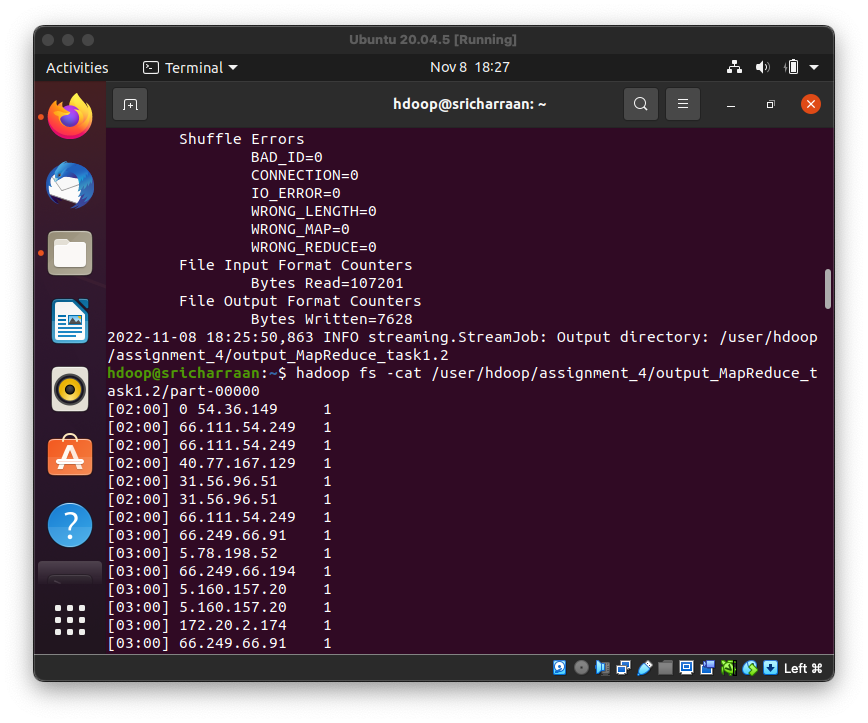 Ubuntu 20.04.5 [Running]
Activities
Terminal
Nov 8 18:27
hdoop@sricharraan: ~
Shuffle Errors
BAD_ID=0
CONNECTION=0
IO_ERROR=0
WRONG_LENGTH=0
WRONG_MAP=0
WRONG_REDUCE=0
File Input Format Counters
Bytes Read=107201
File Output Format Counters
Bytes Written=7628
2022-11-08 18:25:50,863 INFO streaming.StreamJob: Output directory: /user/hdoop
/assignment_4/output_MapReduce_task1.2
hdoop@sricharraan:~$ hadoop fs -cat /user/hdoop/assignment_4/output_MapReduce_t
ask1.2/part-00000
[02:00] 0 54.36.149 1
[02:00] 66.111.54.249 1
[02:00] 66.111.54.249 1
[02:00] 40.77.167.129 1
[02:00] 31.56.96.51 1
[02:00] 31.56.96.51 1
[02:00] 66.111.54.249 1
[03:00] 66.249.66.91 1
[03:00] 5.78.198.52 1
[03:00] 66.249.66.194 1
[03:00] 5.160.157.20 1
[03:00] 5.160.157.20 1
[03:00] 172.20.2.174 1
[03:00] 66.249.66.91 1
Left ⌘